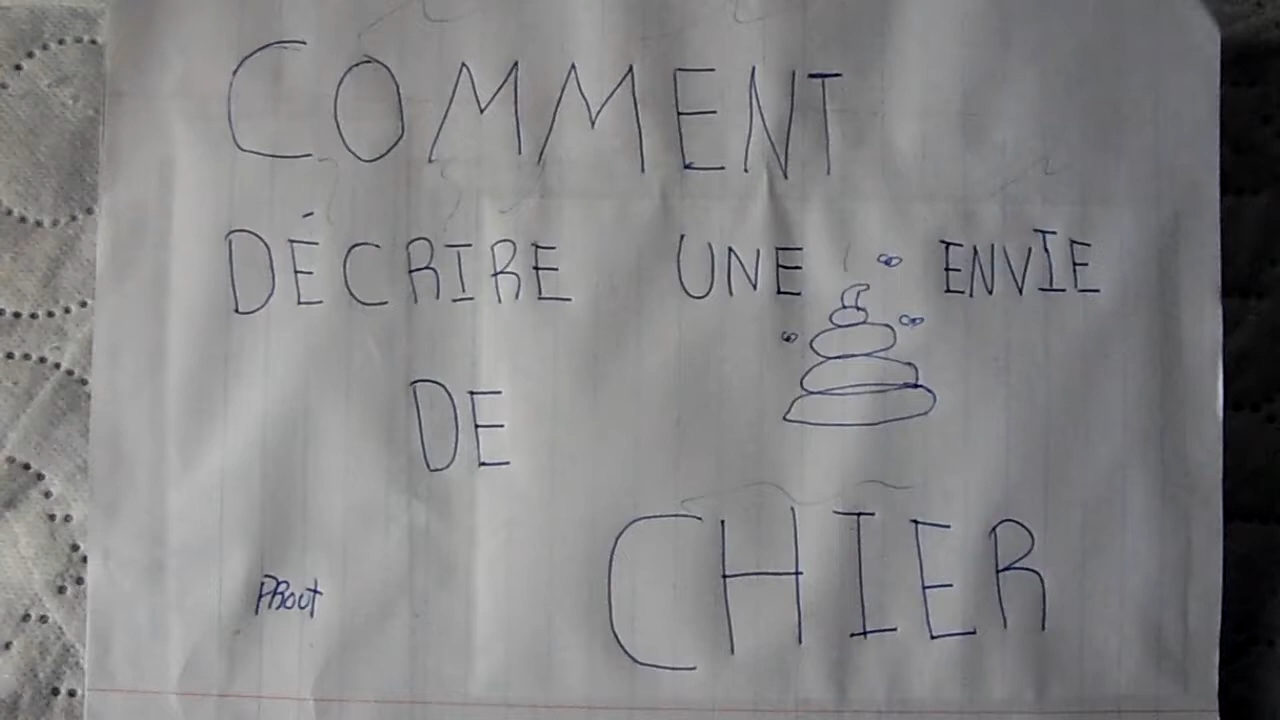 COMMENT
DÉCRIRE UNE ENVIE
DE
CHIER
PRout